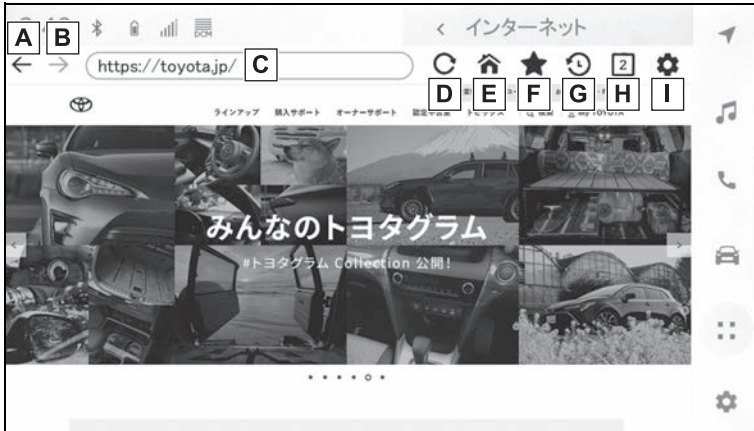 DCM
インターネット
A B
https://toyota.jp/ C
2
D E F G H I
ラインアップ 購入サポート オーナーサポート
みんなのトヨタグラム
#トヨタグラム Collection 公開!